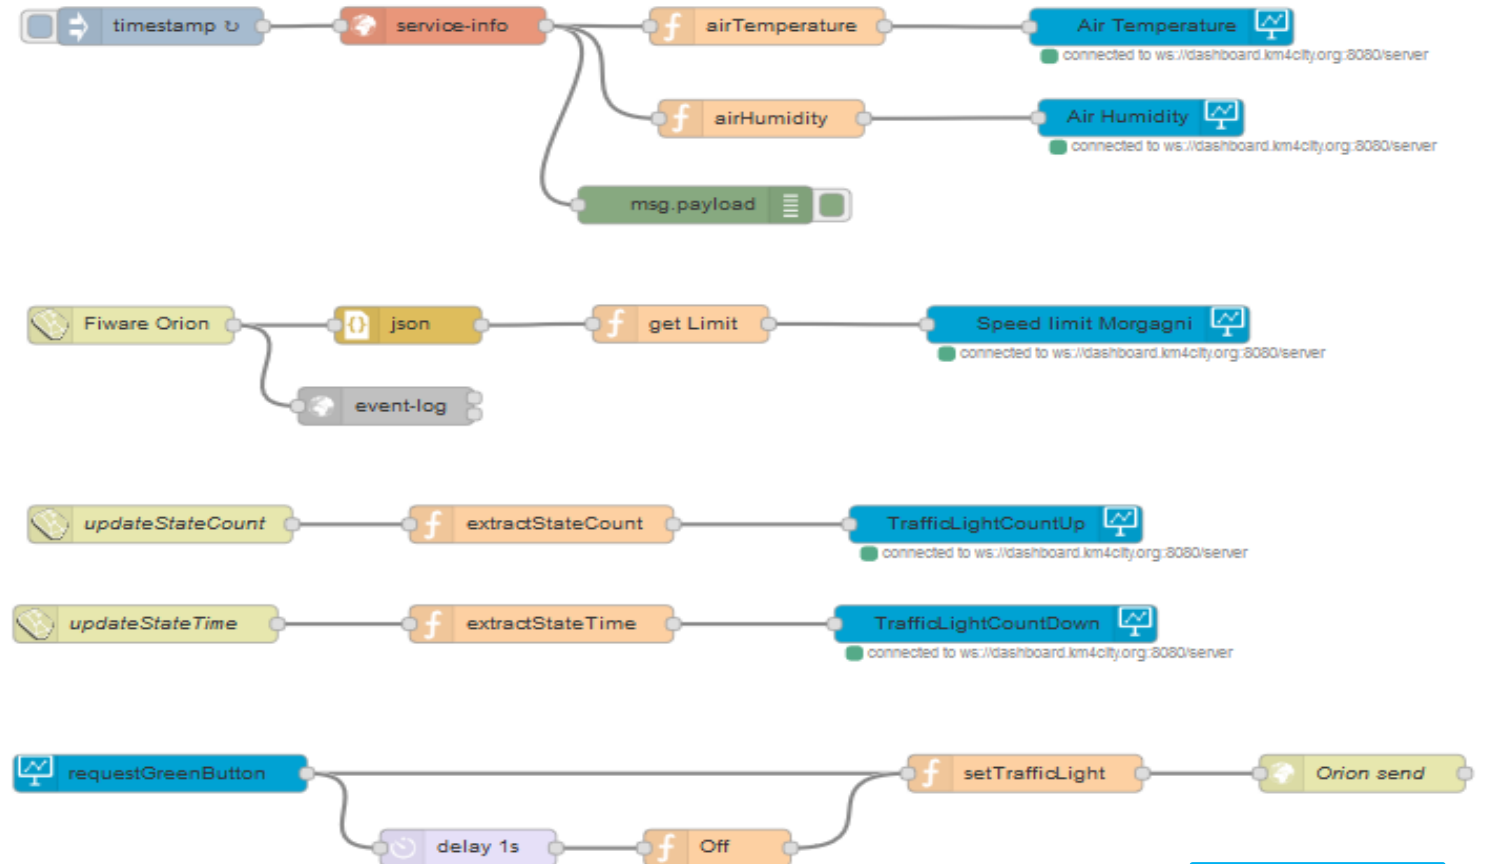 timestamp ↻
service-info
airTemperature
Air Temperature
connected to ws://dashboard.km4city.org:8080/server
airHumidity
Air Humidity
connected to ws://dashboard.km4city.org:8080/server
msg.payload
Fiware Orion
json
get Limit
Speed limit Morgagni
connected to ws://dashboard.km4city.org:8080/server
event-log
updateStateCount
extractStateCount
TrafficLightCountUp
connected to ws://dashboard.km4city.org:8080/server
updateStateTime
extractStateTime
TrafficLightCountDown
connected to ws://dashboard.km4city.org:8080/server
requestGreenButton
setTrafficLight
Orion send
delay 1s
Off